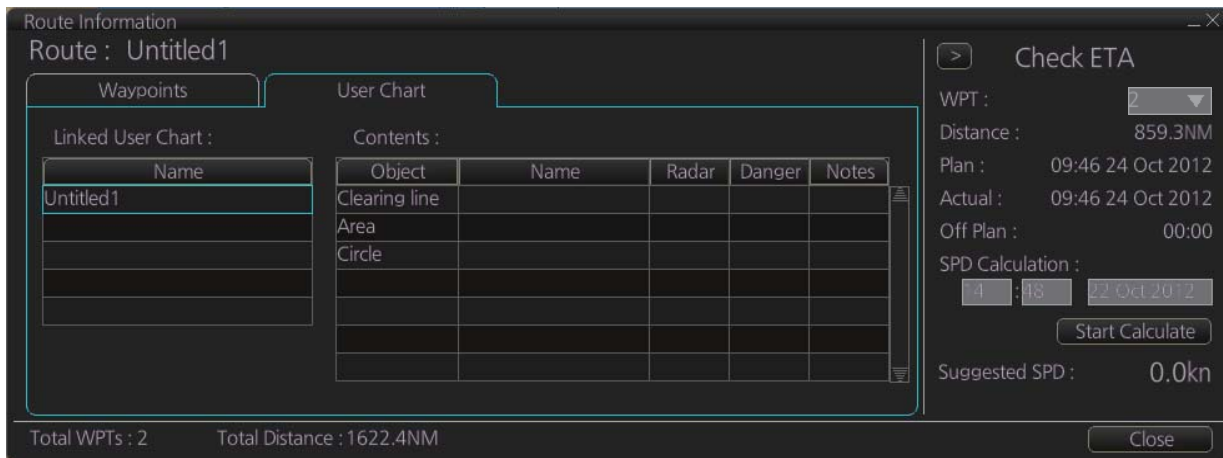 Route Information
Route : Untitled1
Waypoints
User Chart
Linked User Chart :
Name
Untitled1
Contents :
Object Name Radar Danger Notes
Clearing line
Area
Circle
> Check ETA
WPT : 2
Distance : 859.3NM
Plan : 09:46 24 Oct 2012
Actual : 09:46 24 Oct 2012
Off Plan : 00:00
SPD Calculation :
14 : 48 22 Oct 2012
Start Calculate
Suggested SPD : 0.0kn
Total WPTs : 2 Total Distance : 1622.4NM
Close